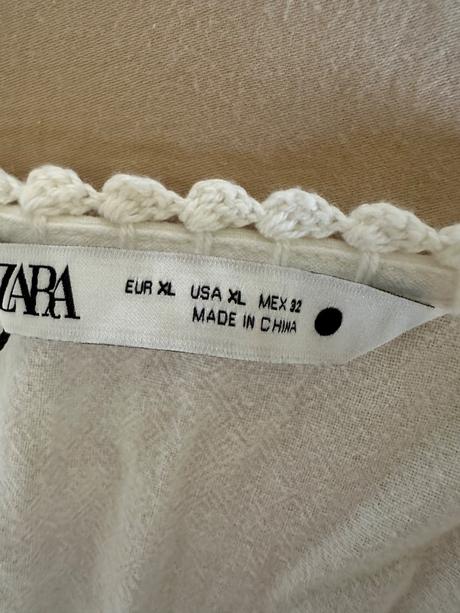 ZARA
EUR XL USA XL MEX 32
MADE IN CHINA